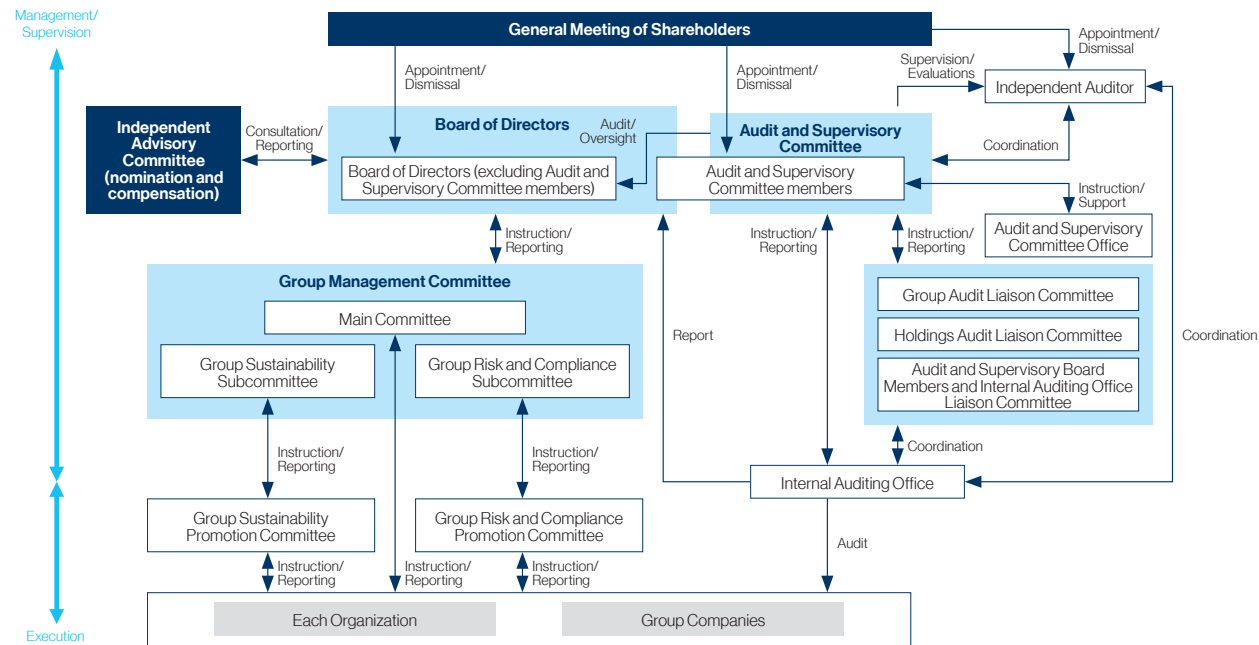 Management/
Supervision
General Meeting of Shareholders
Appointment/
Dismissal
Appointment/
Dismissal
Supervision/
Evaluations
Appointment/
Dismissal
Independent Auditor
Independent
Advisory
Committee
(nomination and
compensation)
Consultation/
Reporting
Board of Directors
Audit/
Oversight
Audit and Supervisory
Committee
Coordination
Board of Directors (excluding Audit and
Supervisory Committee members)
Audit and Supervisory
Committee members
Instruction/
Support
Audit and Supervisory
Committee Office
Instruction/
Reporting
Instruction/
Reporting
Instruction/
Reporting
Group Management Committee
Main Committee
Group Sustainability
Subcommittee
Group Risk and Compliance
Subcommittee
Report
Group Audit Liaison Committee
Holdings Audit Liaison Committee
Audit and Supervisory Board
Members and Internal Auditing Office
Liaison Committee
Coordination
Instruction/
Reporting
Instruction/
Reporting
Coordination
Internal Auditing Office
Group Sustainability
Promotion Committee
Group Risk and Compliance
Promotion Committee
Audit
Instruction/
Reporting
Instruction/
Reporting
Instruction/
Reporting
Each Organization
Group Companies
Execution